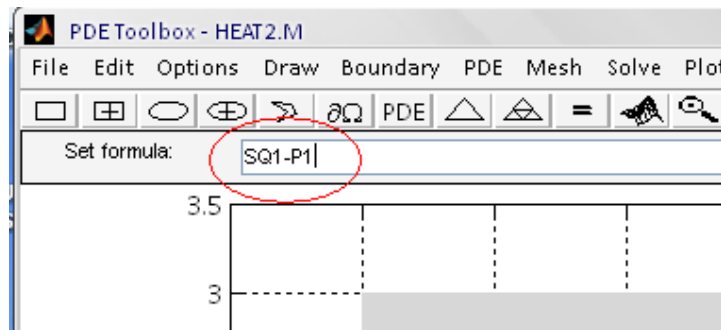 PDE Toolbox - HEAT2.M
File Edit Options Draw Boundary PDE Mesh Solve Plot
∂Ω PDE =
Set formula: SQ1-P1
3.5
3